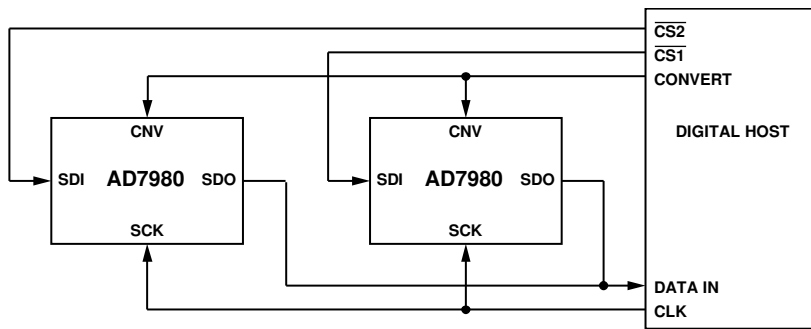 CS2
CS1
CONVERT
CNV
CNV
DIGITAL HOST
SDI
AD7980
SDO
SDI
AD7980
SDO
SCK
SCK
DATA IN
CLK